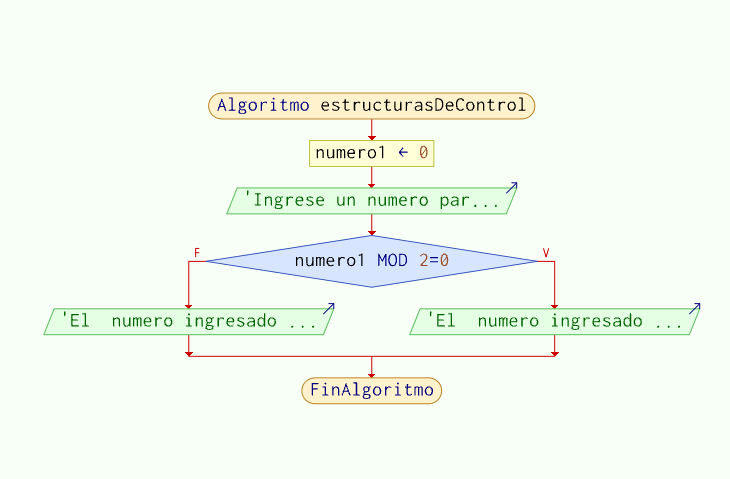 Algoritmo estructurasDeControl
numero1 ← 0
'Ingrese un numero par...
F
V
numero1 MOD 2=0
'El  numero ingresado ...
'El  numero ingresado ...
FinAlgoritmo